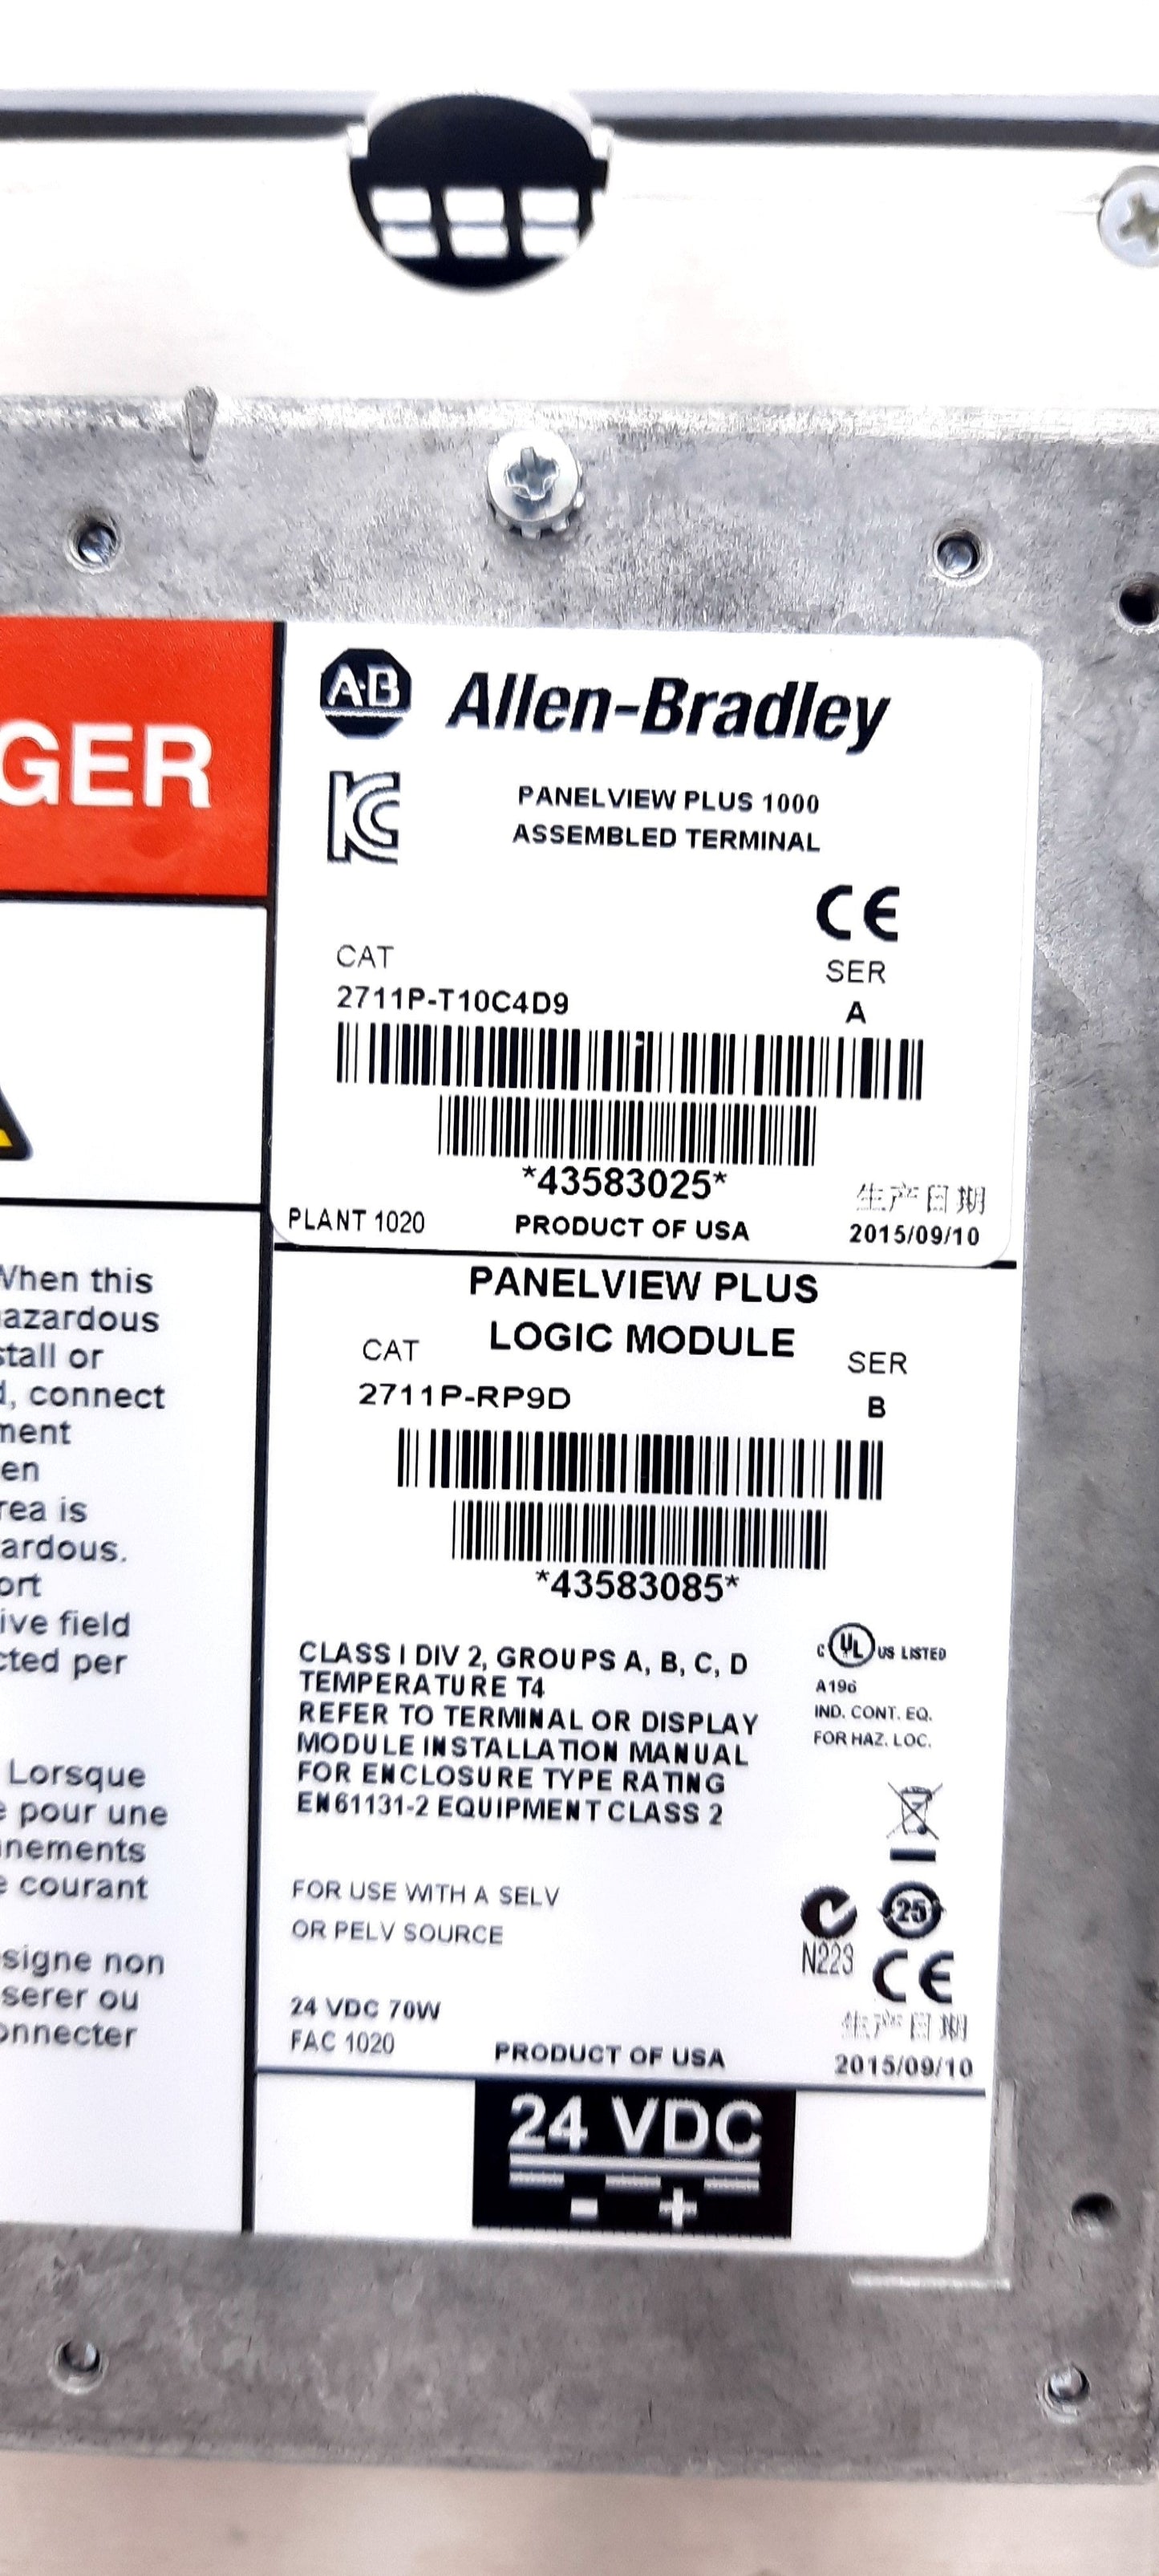 GER
When this
hazardous
stall or
d, connect
ment
en
rea is
ardous.
ort
ive field
cted per
Lorsque
e pour une
nnements
e courant
signe non
serer ou
onnecter
A·B Allen-Bradley
PANELVIEW PLUS 1000
ASSEMBLED TERMINAL
CE
CAT
SER
2711P-T10C4D9
A
*43583025*
生产日期
PLANT 1020
PRODUCT OF USA
2015/09/10
PANELVIEW PLUS
LOGIC MODULE
CAT
SER
2711P-RP9D
B
*43583085*
CLASS I DIV 2, GROUPS A, B, C, D
TEMPERATURE T4
REFER TO TERMINAL OR DISPLAY
MODULE INSTALLATION MANUAL
FOR ENCLOSURE TYPE RATING
EN61131-2 EQUIPMENT CLASS 2
C UL US LISTED
A196
IND. CONT. EQ.
FOR HAZ. LOC.
FOR USE WITH A SELV
OR PELV SOURCE
25
N223
CE
24 VDC 70W
FAC 1020
PRODUCT OF USA
生产日期
2015/09/10
24 VDC
- +